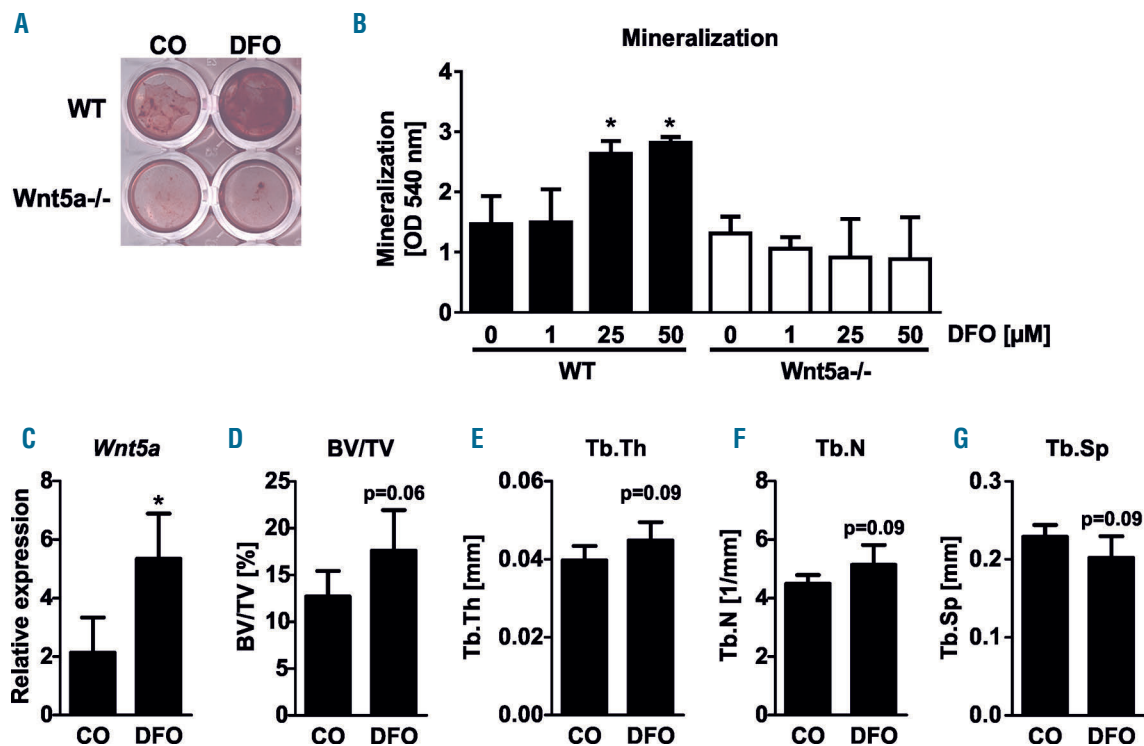 A
CO DFO
WT
Wnt5a-/-
B
Mineralization
Mineralization
[OD 540 nm]
4
3
2
1
0
* *
0 1 25 50 0 1 25 50 DFO [µM]
WT Wnt5a-/-
C
Wnt5a
Relative expression
8
6
4
2
0
*
CO DFO
D
BV/TV
BV/TV [%]
25
20
15
10
5
0
p=0.06
CO DFO
E
Tb.Th
Tb.Th [mm]
0.06
0.04
0.02
0.00
p=0.09
CO DFO
F
Tb.N
Tb.N [1/mm]
8
6
4
2
0
p=0.09
CO DFO
G
Tb.Sp
Tb.Sp [mm]
0.3
0.2
0.1
0.0
p=0.09
CO DFO